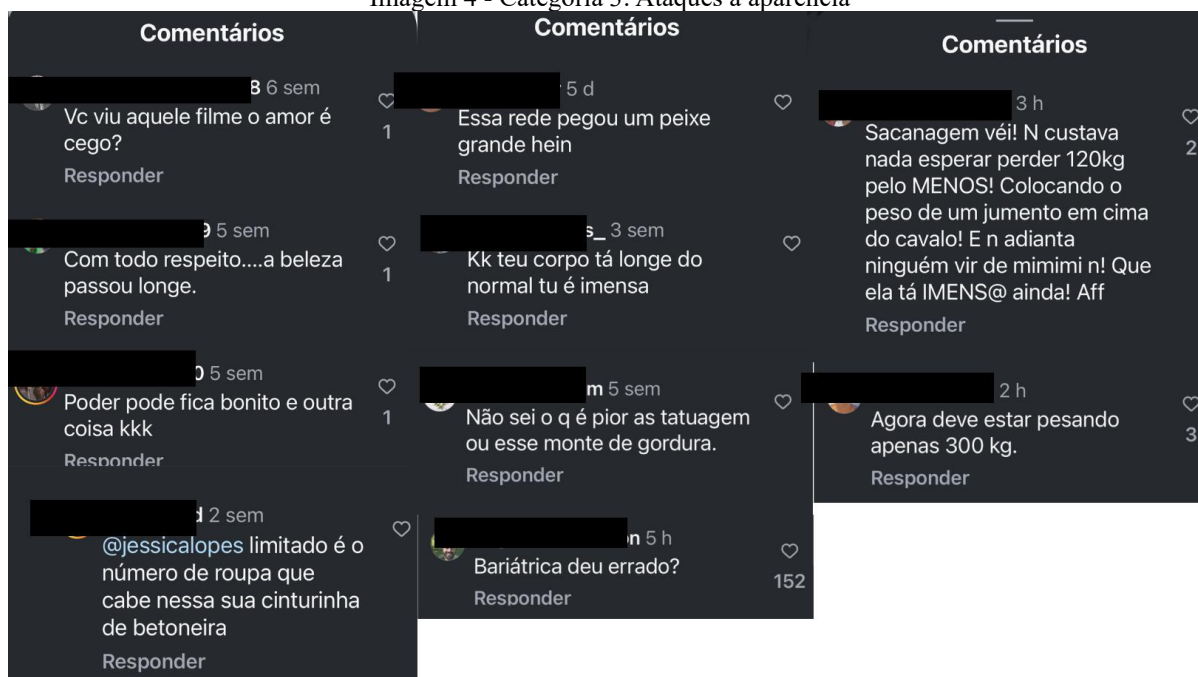 Imagem 4 - Categoria 3: Ataques à aparência
Comentários
8 6 sem
Vc viu aquele filme o amor é
cego?
1
Responder
9 5 sem
Com todo respeito....a beleza
passou longe.
1
Responder
0 5 sem
Poder pode fica bonito e outra
coisa kkk
1
Responder
d 2 sem
@jessicalopes limitado é o
número de roupa que
cabe nessa sua cinturinha
de betoneira
Responder
Comentários
5 d
Essa rede pegou um peixe
grande hein
Responder
s_ 3 sem
Kk teu corpo tá longe do
normal tu é imensa
Responder
m 5 sem
Não sei o q é pior as tatuagem
ou esse monte de gordura.
Responder
on 5 h
Bariátrica deu errado?
152
Responder
Comentários
3 h
Sacanagem véi! N custava
2
nada esperar perder 120kg
pelo MENOS! Colocando o
peso de um jumento em cima
do cavalo! E n adianta
ninguém vir de mimimi n! Que
ela tá IMENS@ ainda! Aff
Responder
2 h
Agora deve estar pesando
3
apenas 300 kg.
Responder